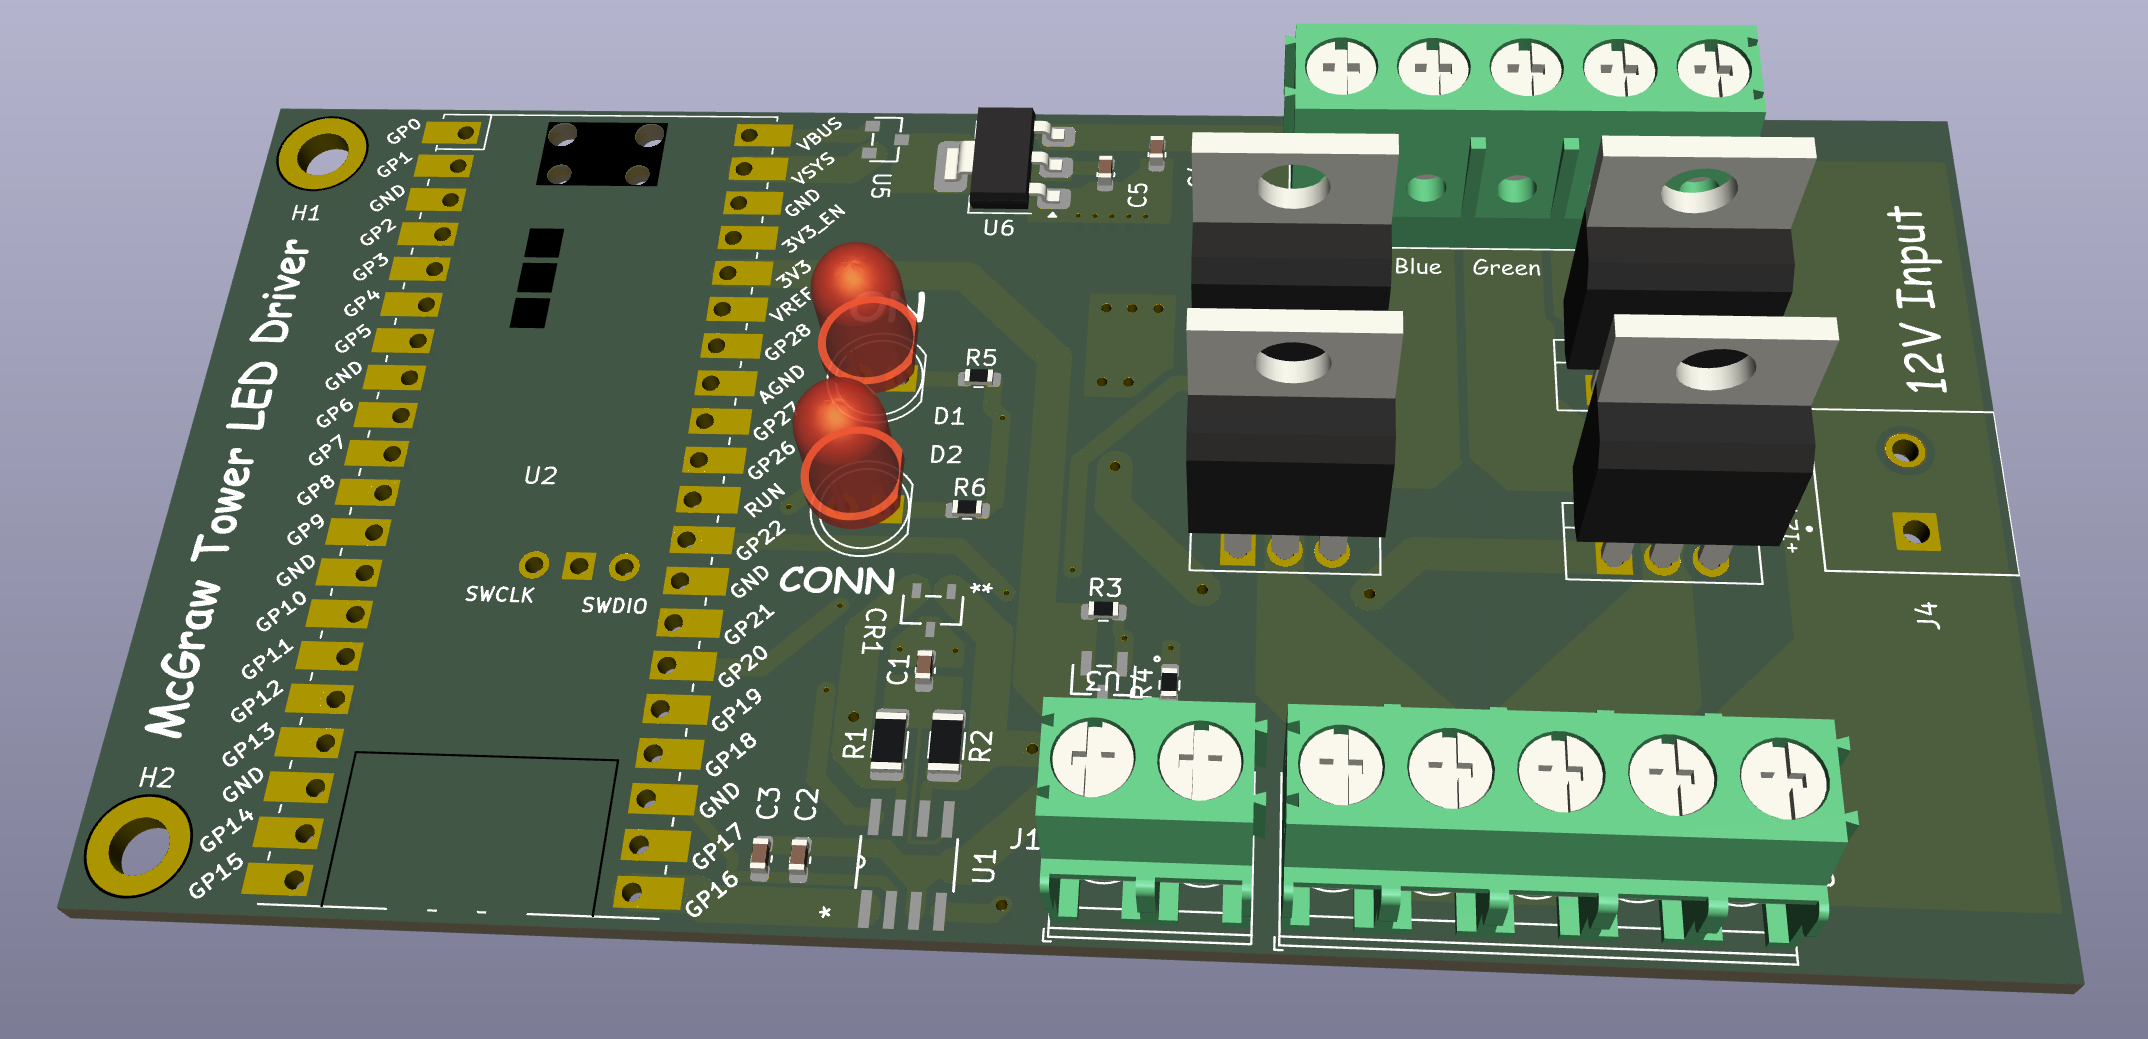 McGraw Tower LED Driver
H1
H2
GP0
GP1
GND
GP2
GP3
GP4
GP5
GND
GP6
GP7
GP8
GP9
GND
GP10
GP11
GP12
GP13
GND
GP14
GP15
U2
SWCLK
SWDIO
VBUS
VSYS
GND
3V3_EN
3V3
VREF
GP28
AGND
GP27
GP26
RUN
GP22
GND
GP21
GP20
GP19
GP18
GND
GP17
GP16
U5
U6
C5
ON
R5
D1
D2
R6
CONN
**
CR1
C1
R1
R2
C3
C2
*
U1
R3
U3
R4
J1
Blue
Green
12V Input
J4